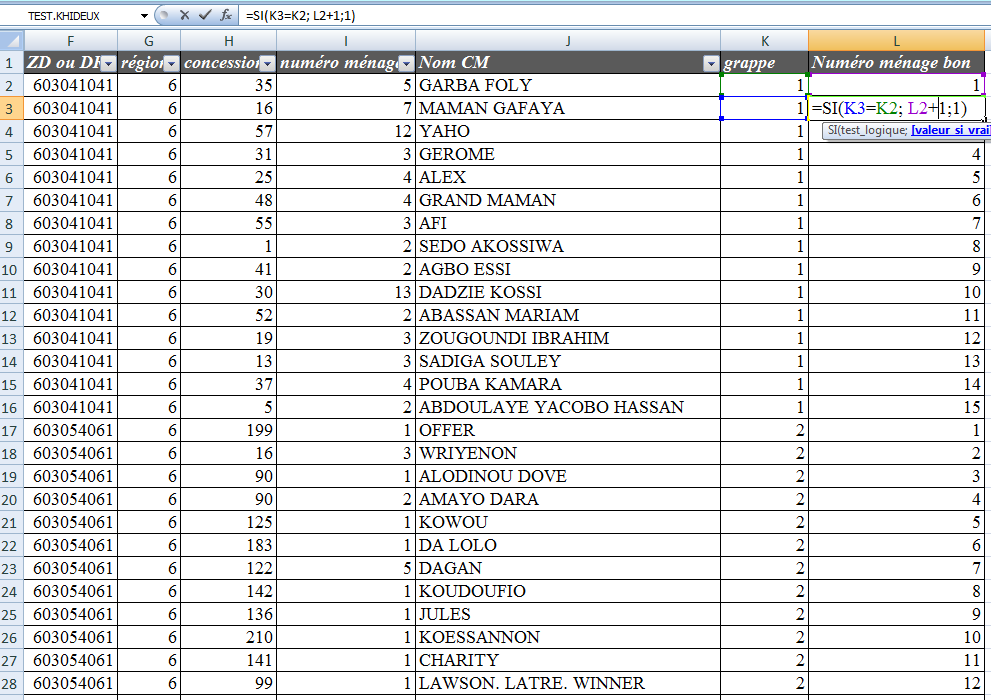 TEST.KHIDEUX fx =SI(K3=K2; L2+1;1)
F G H I J K L
1 ZD ou DR région concession numéro ménage Nom CM grappe Numéro ménage bon
2 603041041 6 35 5 GARBA FOLY 1 1
3 603041041 6 16 7 MAMAN GAFAYA 1 =SI(K3=K2; L2+1;1)
4 603041041 6 57 12 YAHO 1 SI(test_logique; [valeur_si_vrai
5 603041041 6 31 3 GEROME 1 4
6 603041041 6 25 4 ALEX 1 5
7 603041041 6 48 4 GRAND MAMAN 1 6
8 603041041 6 55 3 AFI 1 7
9 603041041 6 1 2 SEDO AKOSSIWA 1 8
10 603041041 6 41 2 AGBO ESSI 1 9
11 603041041 6 30 13 DADZIE KOSSI 1 10
12 603041041 6 52 2 ABASSAN MARIAM 1 11
13 603041041 6 19 3 ZOUGOUNDI IBRAHIM 1 12
14 603041041 6 13 3 SADIGA SOULEY 1 13
15 603041041 6 37 4 POUBA KAMARA 1 14
16 603041041 6 5 2 ABDOULAYE YACOBO HASSAN 1 15
17 603054061 6 199 1 OFFER 2 1
18 603054061 6 16 3 WRIYENON 2 2
19 603054061 6 90 1 ALODINOU DOVE 2 3
20 603054061 6 90 2 AMAYO DARA 2 4
21 603054061 6 125 1 KOWOU 2 5
22 603054061 6 183 1 DA LOLO 2 6
23 603054061 6 122 5 DAGAN 2 7
24 603054061 6 142 1 KOUDOUFIO 2 8
25 603054061 6 136 1 JULES 2 9
26 603054061 6 210 1 KOESSANNON 2 10
27 603054061 6 141 1 CHARITY 2 11
28 603054061 6 99 1 LAWSON. LATRE. WINNER 2 12